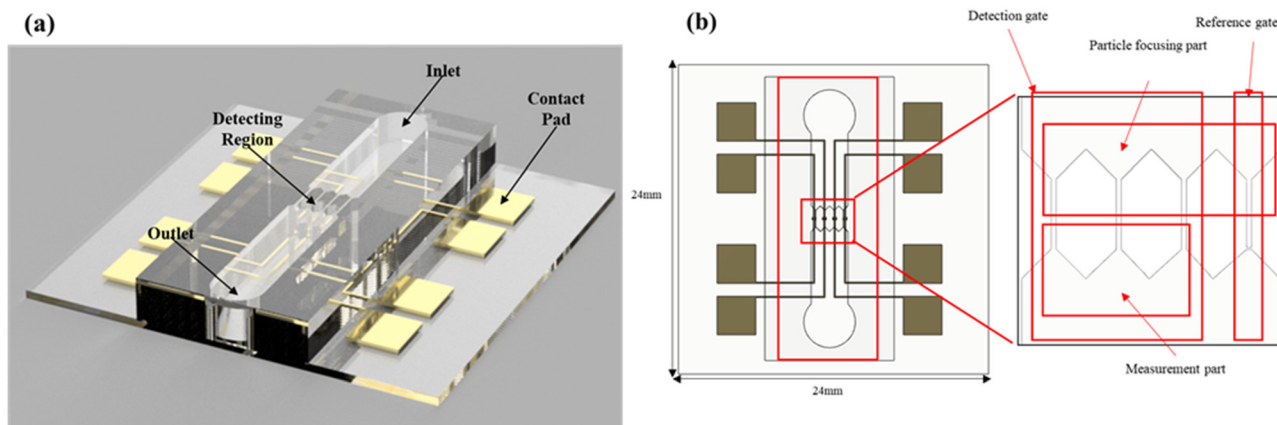 (a)
Inlet
Contact
Pad
Detecting
Region
Outlet
(b)
Detection gate
Reference gate
Particle focusing part
24mm
24mm
Measurement part